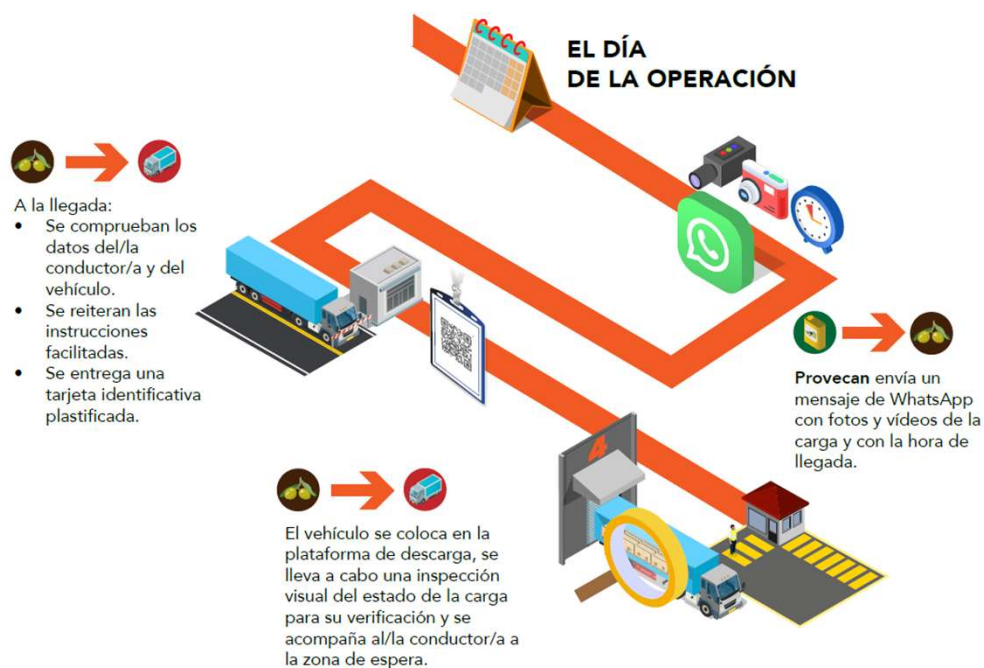 EL DÍA
DE LA OPERACIÓN
Provecan envía un
mensaje de WhatsApp
con fotos y vídeos de la
carga y con la hora de
llegada.
A la llegada:
• Se comprueban los
datos del/la
conductor/a y del
vehículo.
• Se reiteran las
instrucciones
facilitadas.
• Se entrega una
tarjeta identificativa
plastificada.
4
El vehículo se coloca en la
plataforma de descarga, se
lleva a cabo una inspección
visual del estado de la carga
para su verificación y se
acompaña al/la conductor/a a
la zona de espera.